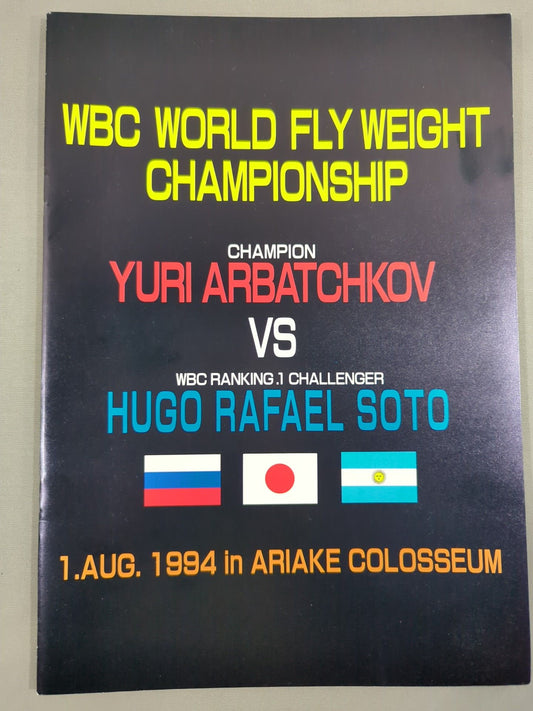 WBC WORLD FLY WEIGHT
CHAMPIONSHIP
CHAMPION
YURI ARBATCHKOV
VS
WBC RANKING.1 CHALLENGER
HUGO RAFAEL SOTO
1.AUG. 1994 in ARIAKE COLOSSEUM